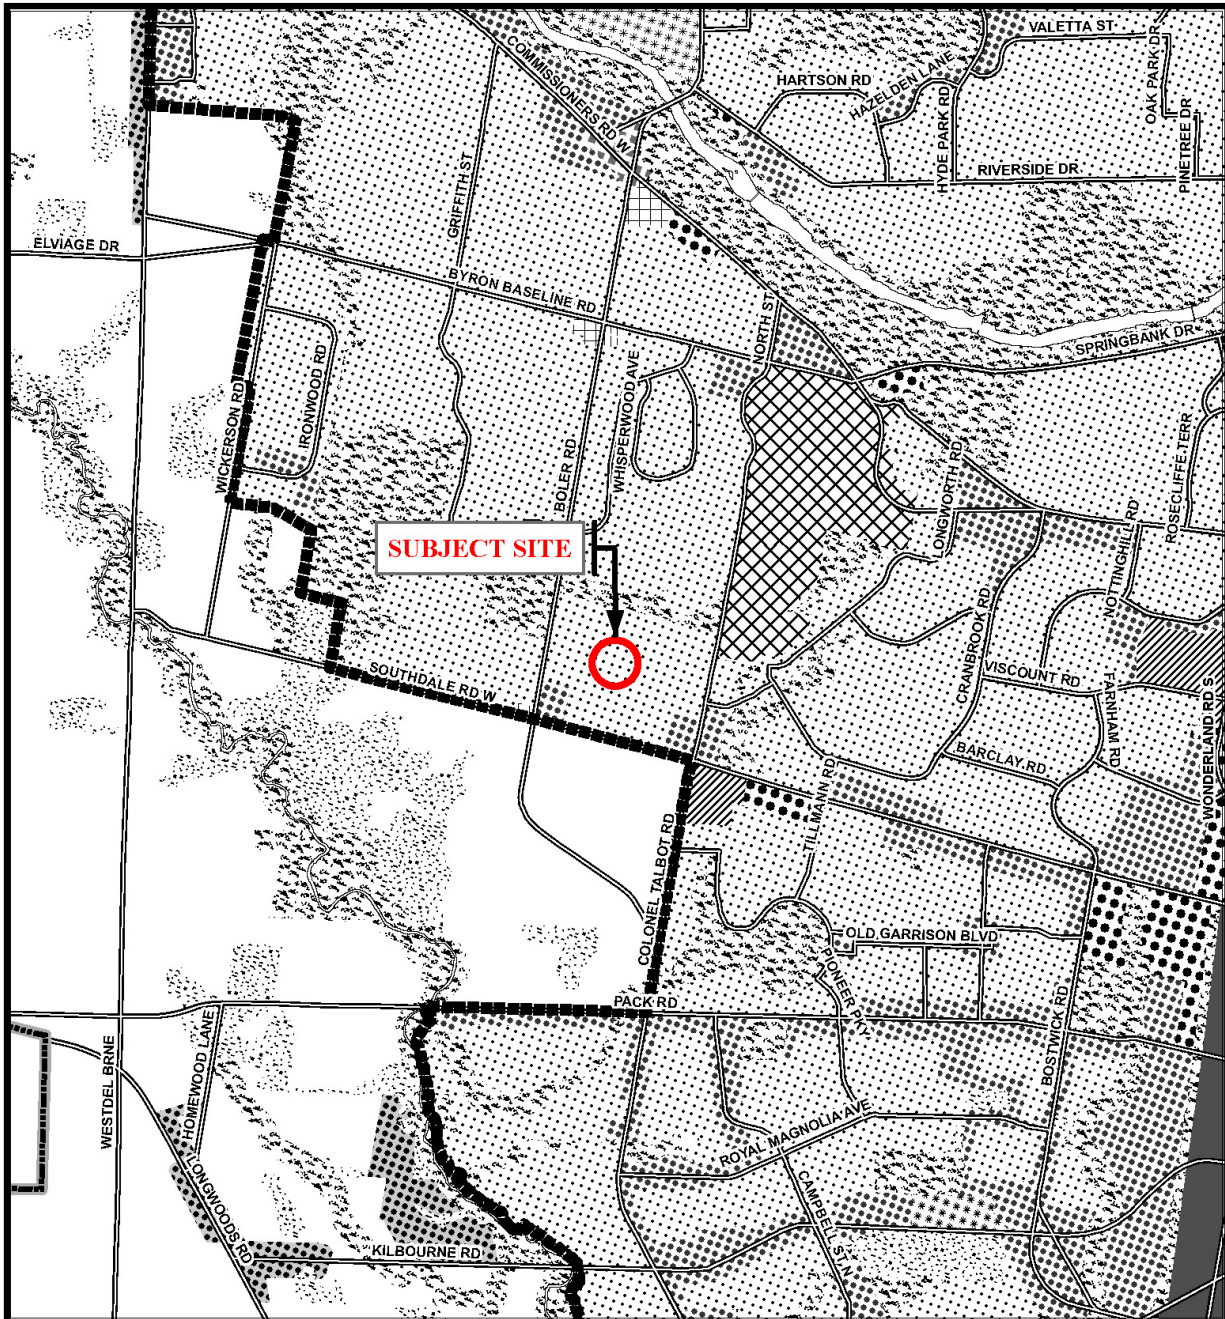 VALETTA ST
COMMISSIONERS RD W
HARTSON RD
HAZELDEN LANE
OAK PARK DR
HYDE PARK RD
PINETREE DR
RIVERSIDE DR
GRIFFITH ST
ELVIAGE DR
BYRON BASELINE RD
NORTH ST
SPRINGBANK DR
WICKERSON RD
IRONWOOD RD
WHISPERWOOD AVE
BOLER RD
LONGWORTH RD
ROSECLIFFE TERR
NOTTINGHILL RD
SUBJECT SITE
CRANBROOK RD
VISCOUNT RD
SOUTHDALE RD W
FARNHAM RD
WONDERLAND RD S
BARCLAY RD
TILLMANN RD
COLONEL TALBOT RD
OLD GARRISON BLVD
PIONEER PKY
PACK RD
BOSTWICK RD
WESTDEL BRNE
HOMEWOOD LANE
ROYAL MAGNOLIA AVE
LONGWOODS RD
CAMPBELL ST N
KILBOURNE RD